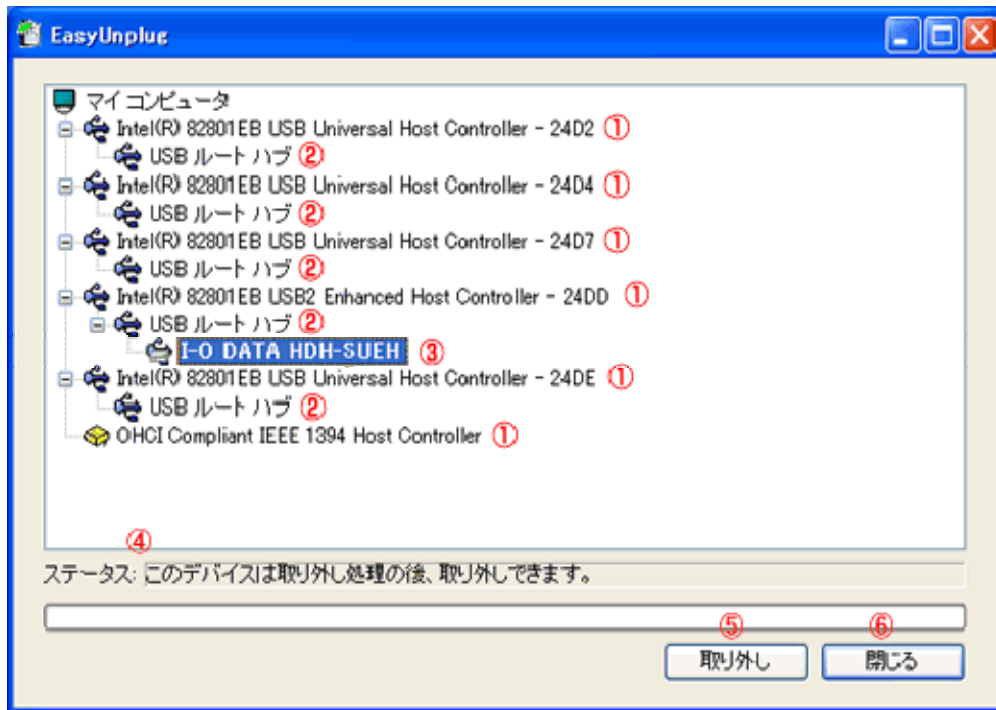 EasyUnplug
マイ コンピュータ
Intel(R) 82801EB USB Universal Host Controller - 24D2 ①
USB ルート ハブ ②
Intel(R) 82801EB USB Universal Host Controller - 24D4 ①
USB ルート ハブ ②
Intel(R) 82801EB USB Universal Host Controller - 24D7 ①
USB ルート ハブ ②
Intel(R) 82801EB USB2 Enhanced Host Controller - 24DD ①
USB ルート ハブ ②
I-O DATA HDH-SUEH ③
Intel(R) 82801EB USB Universal Host Controller - 24DE ①
USB ルート ハブ ②
OHCI Compliant IEEE 1394 Host Controller ①
④
ステータス: このデバイスは取り外し処理の後、取り外しできます。
⑤ ⑥
取り外し 閉じる